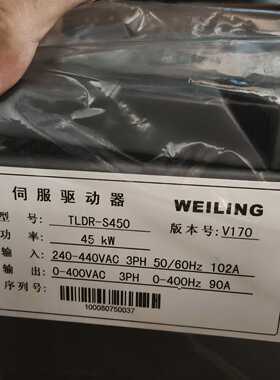 伺服驱动器 WEILING
型 号: TLDR-S450 版本号: V170
功 率: 45 kW
输 入: 240-440VAC 3PH 50/60Hz 102A
输 出: 0-400VAC 3PH 0-400Hz 90A
序列号:
100080750037